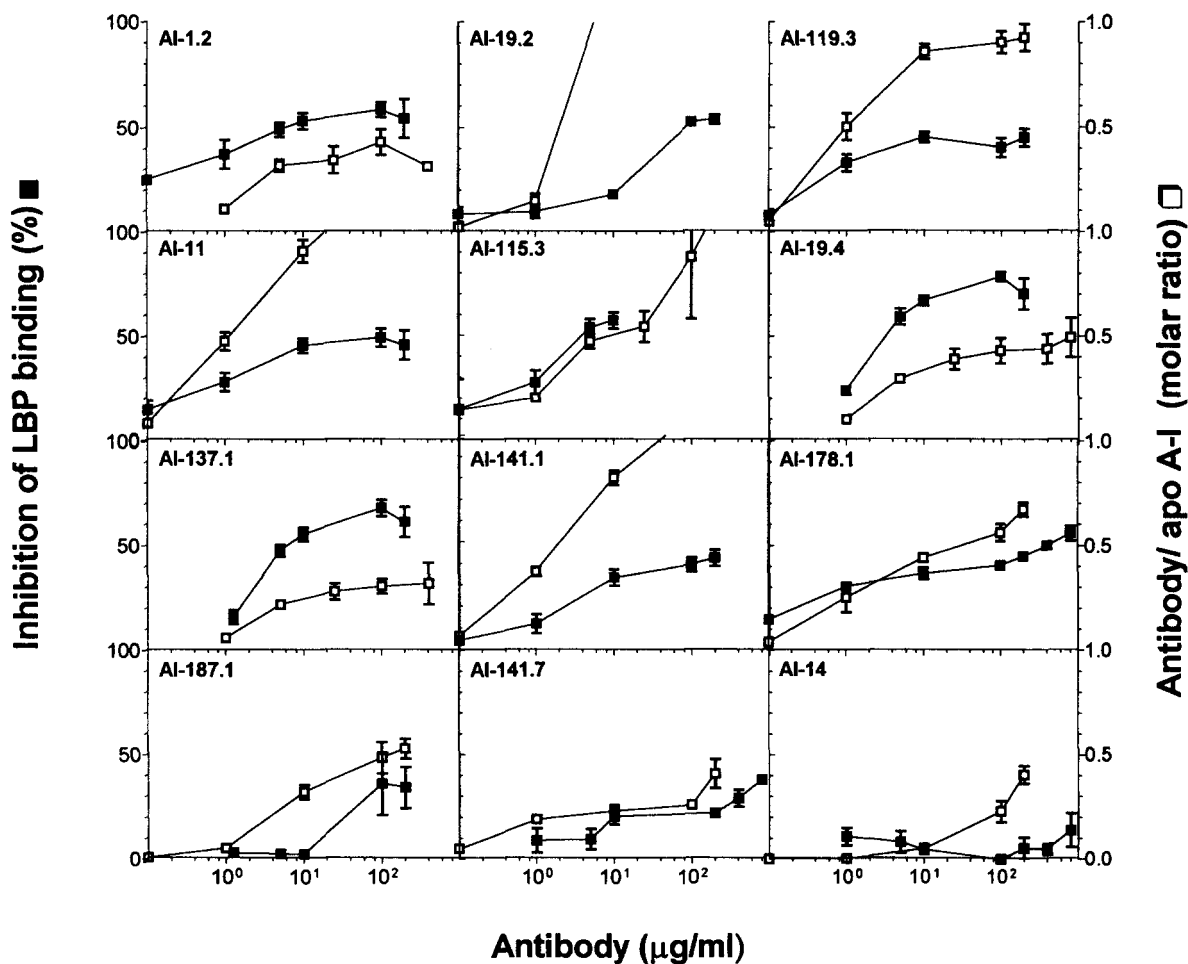 Inhibition of LBP binding (%) ■
Antibody/ apo A-I (molar ratio) □
100
50
AI-1.2
AI-19.2
AI-119.3
1.0
0.5
100
50
AI-11
AI-115.3
AI-19.4
1.0
0.5
100
50
AI-137.1
AI-141.1
AI-178.1
1.0
0.5
100
50
0
AI-187.1
AI-141.7
AI-14
1.0
0.5
0.0
10⁰ 10¹ 10² 10⁰ 10¹ 10² 10⁰ 10¹ 10²
Antibody (μg/ml)